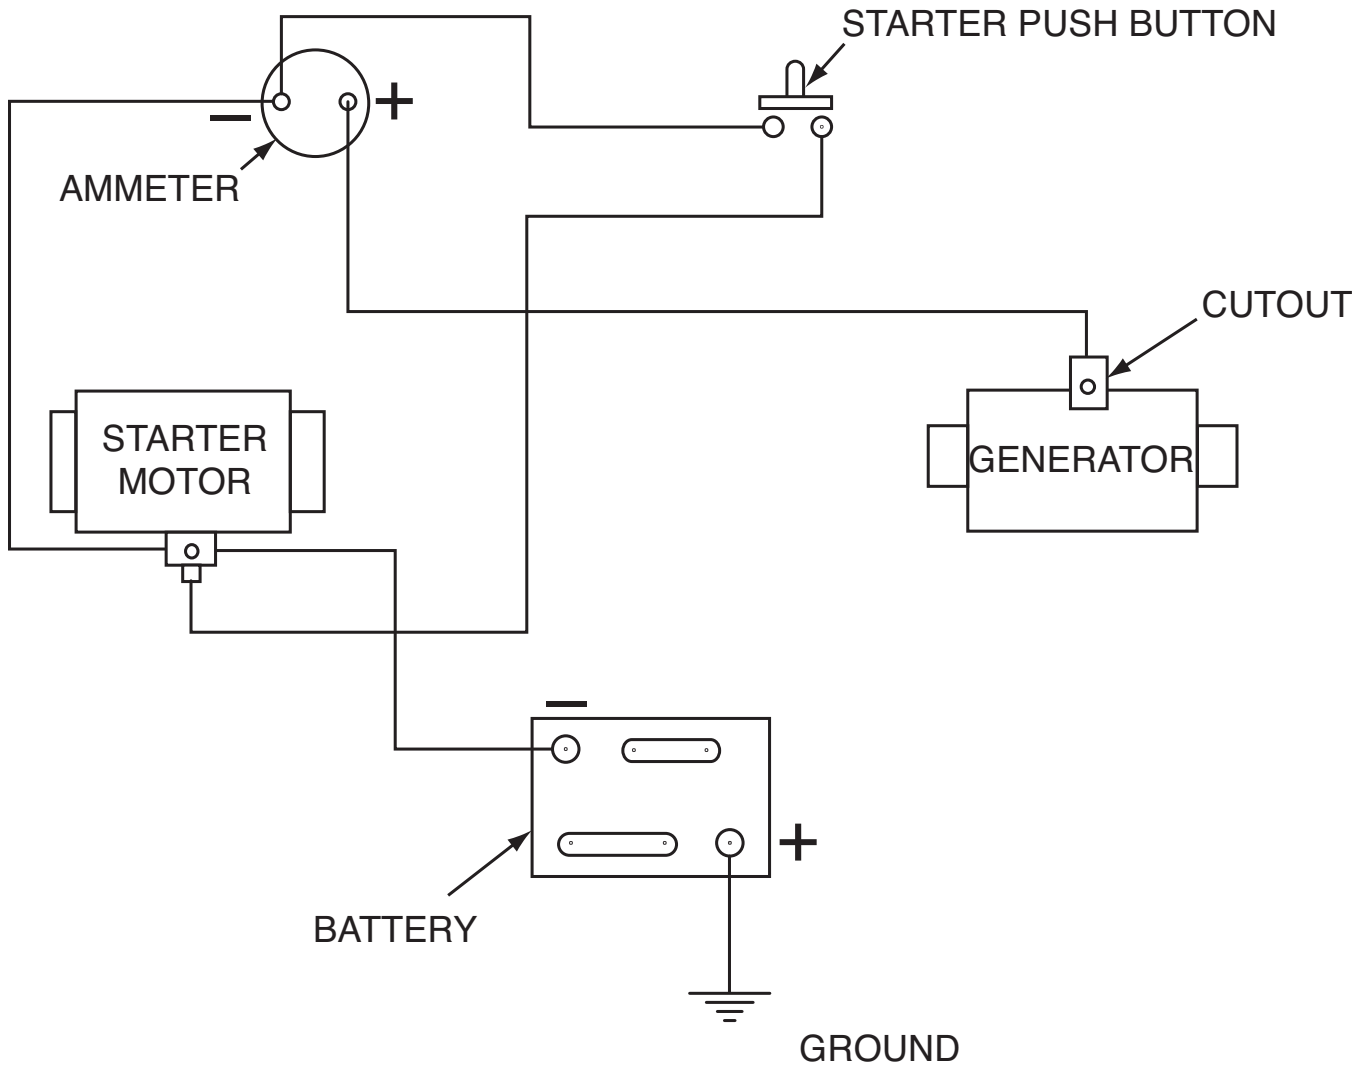 STARTER PUSH BUTTON
+
−
AMMETER
CUTOUT
STARTER
MOTOR
GENERATOR
−
+
BATTERY
GROUND